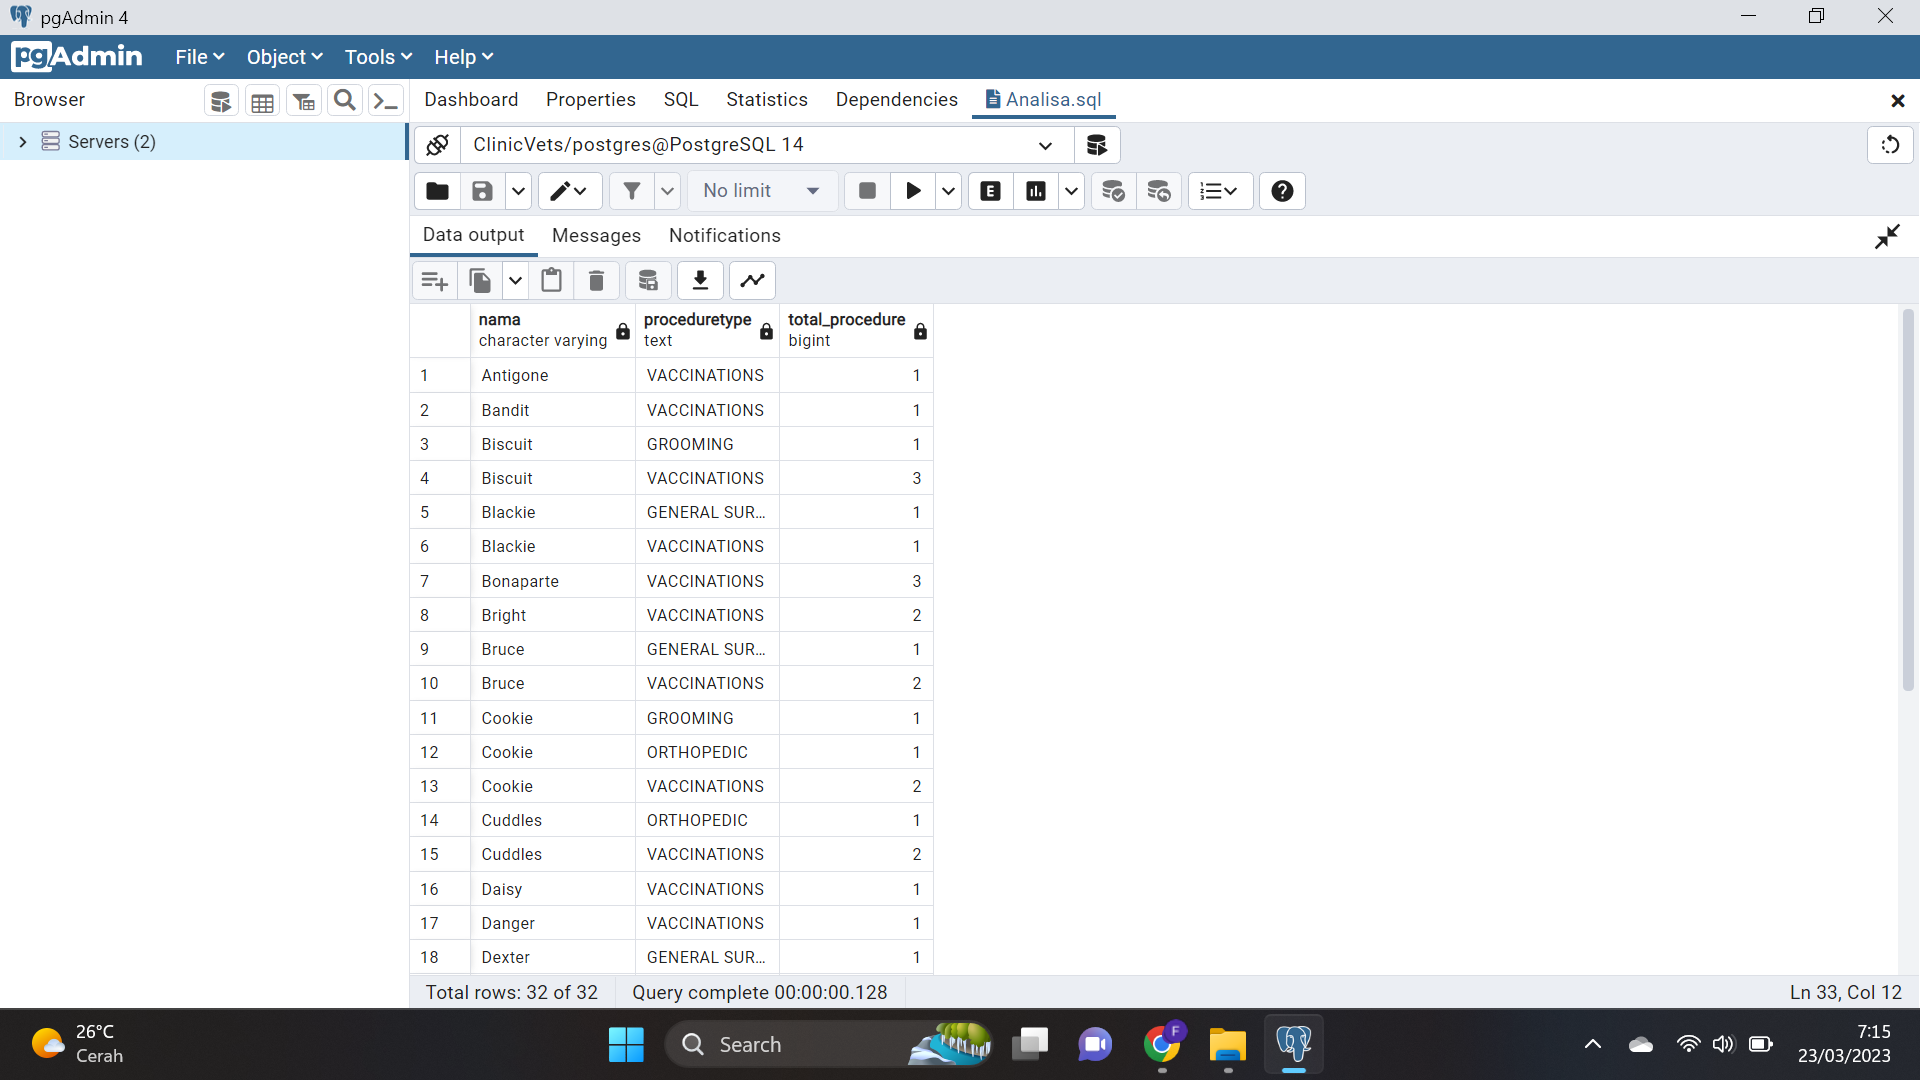 pgAdmin 4
pgAdmin File Object Tools Help
Browser
Dashboard Properties SQL Statistics Dependencies Analisa.sql
Servers (2)
ClinicVets/postgres@PostgreSQL 14
No limit
E
Data output Messages Notifications
nama proceduretype total_procedure
character varying text bigint
1 Antigone VACCINATIONS 1
2 Bandit VACCINATIONS 1
3 Biscuit GROOMING 1
4 Biscuit VACCINATIONS 3
5 Blackie GENERAL SUR... 1
6 Blackie VACCINATIONS 1
7 Bonaparte VACCINATIONS 3
8 Bright VACCINATIONS 2
9 Bruce GENERAL SUR... 1
10 Bruce VACCINATIONS 2
11 Cookie GROOMING 1
12 Cookie ORTHOPEDIC 1
13 Cookie VACCINATIONS 2
14 Cuddles ORTHOPEDIC 1
15 Cuddles VACCINATIONS 2
16 Daisy VACCINATIONS 1
17 Danger VACCINATIONS 1
18 Dexter GENERAL SUR... 1
Total rows: 32 of 32 Query complete 00:00:00.128 Ln 33, Col 12
26°C
Cerah
Search
F
7:15
23/03/2023